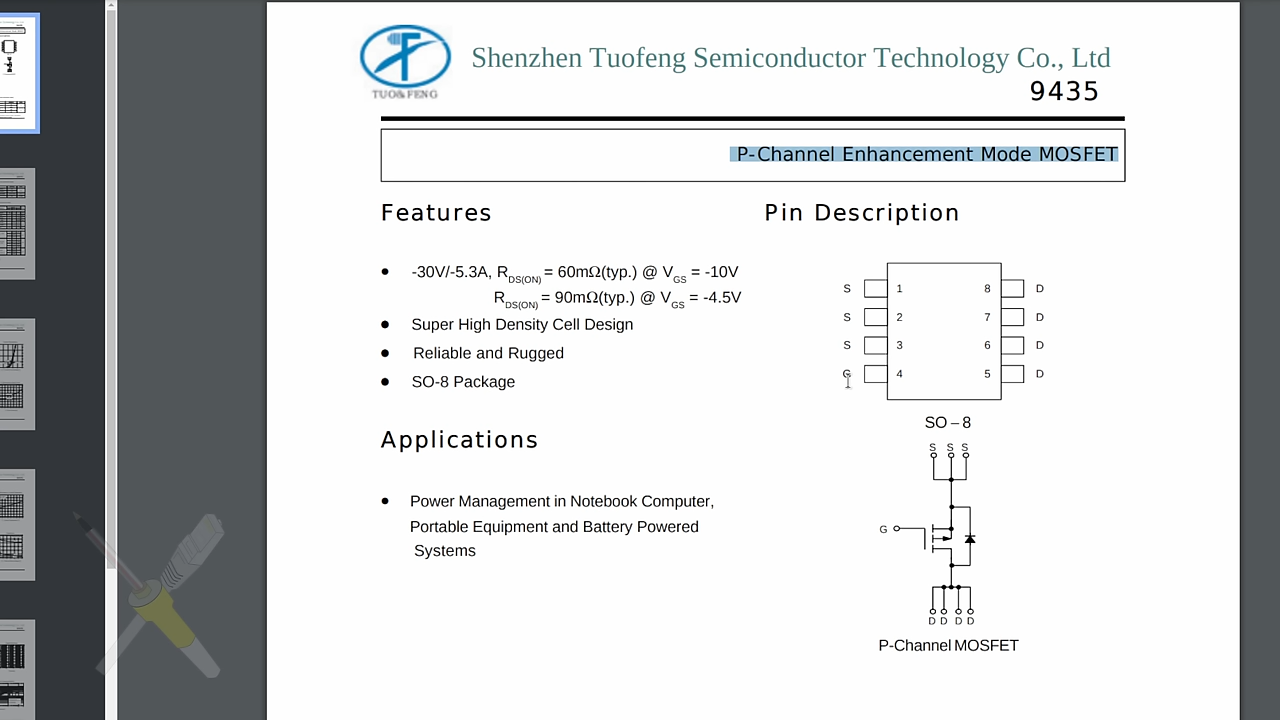 Shenzhen Tuofeng Semiconductor Technology Co., Ltd
TUO&FENG
9435
P-Channel Enhancement Mode MOSFET
Features
Pin Description
-30V/-5.3A, RDS(ON) = 60mΩ(typ.) @ VGS = -10V
RDS(ON) = 90mΩ(typ.) @ VGS = -4.5V
Super High Density Cell Design
Reliable and Rugged
SO-8 Package
S 1 8 D
S 2 7 D
S 3 6 D
G 4 5 D
SO – 8
Applications
Power Management in Notebook Computer,
Portable Equipment and Battery Powered
Systems
S S S
G
D D D D
P-Channel MOSFET